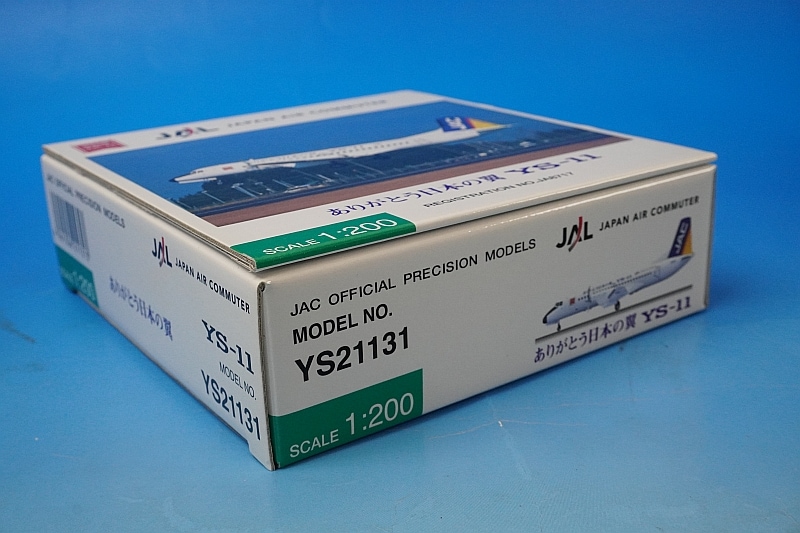 JAL JAPAN AIR COMMUTER
ありがとう日本の翼 YS-11
REGISTRATION NO.JA8717
SCALE 1:200
JAC OFFICIAL PRECISION MODELS
JAL JAPAN AIR COMMUTER
ありがとう日本の翼
YS-11
MODEL NO.
YS21131
1:200
JAC OFFICIAL PRECISION MODELS
MODEL NO.
YS21131
SCALE 1:200
JAL JAPAN AIR COMMUTER
JAC
ありがとう日本の翼 YS-11